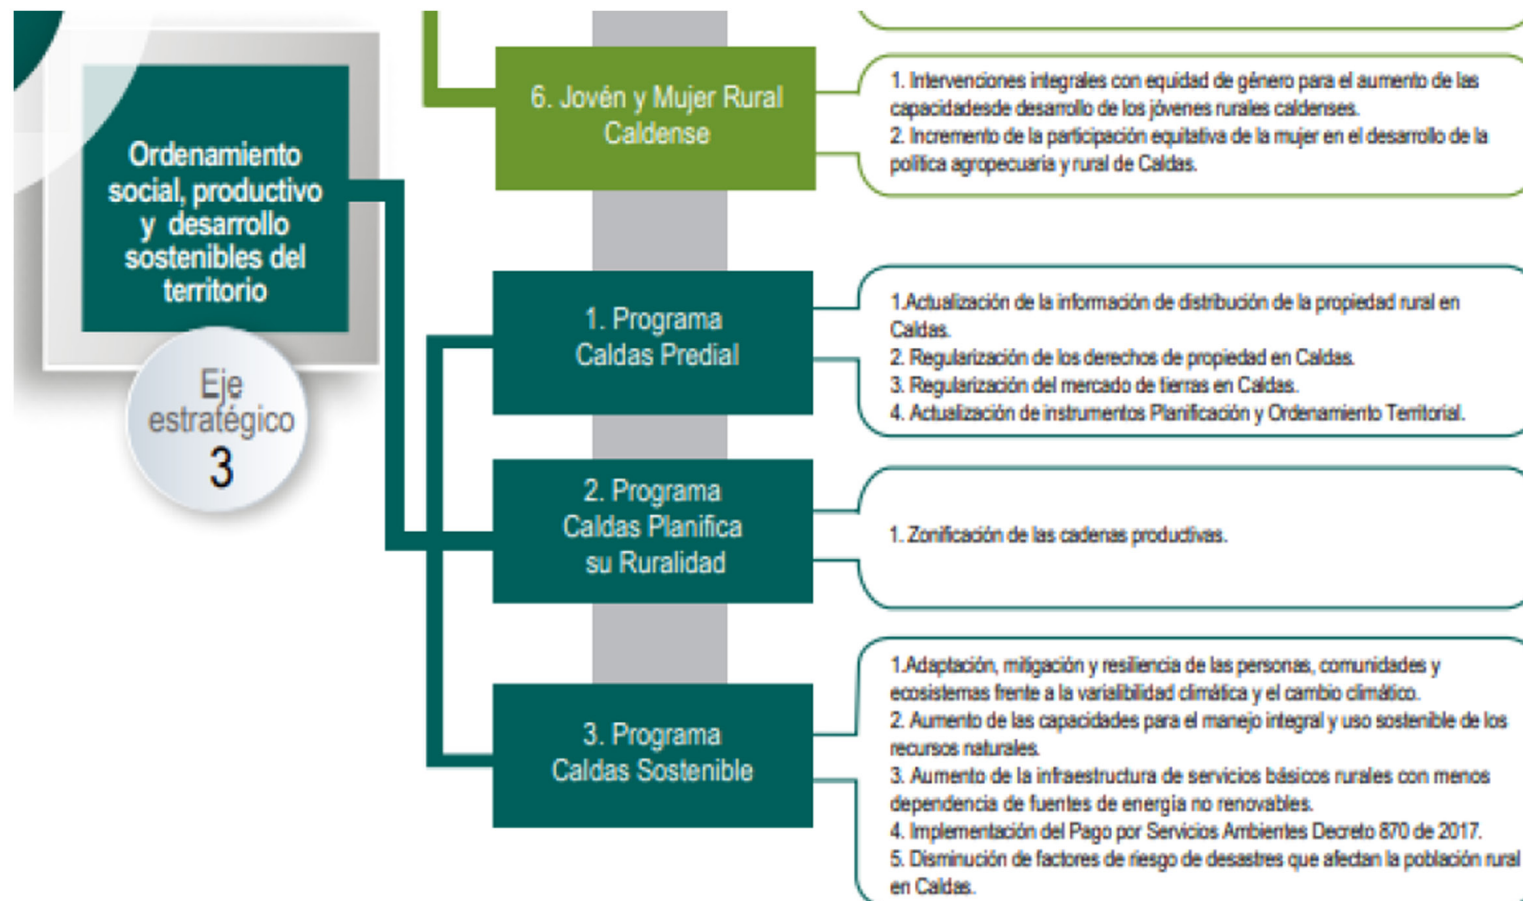 6. Jovén y Mujer Rural
Caldense
1. Intervenciones integrales con equidad de género para el aumento de las
capacidadesde desarrollo de los jóvenes rurales caldenses.
2. Incremento de la participación equitativa de la mujer en el desarrollo de la
política agropecuaria y rural de Caldas.
Ordenamiento
social, productivo
y desarrollo
sostenibles del
territorio
Eje
estratégico
3
1. Programa
Caldas Predial
1.Actualización de la información de distribución de la propiedad rural en
Caldas.
2. Regularización de los derechos de propiedad en Caldas.
3. Regularización del mercado de tierras en Caldas.
4. Actualización de instrumentos Planificación y Ordenamiento Territorial.
2. Programa
Caldas Planifica
su Ruralidad
1. Zonificación de las cadenas productivas.
3. Programa
Caldas Sostenible
1.Adaptación, mitigación y resiliencia de las personas, comunidades y
ecosistemas frente a la varialibilidad climática y el cambio climático.
2. Aumento de las capacidades para el manejo integral y uso sostenible de los
recursos naturales.
3. Aumento de la infraestructura de servicios básicos rurales con menos
dependencia de fuentes de energía no renovables.
4. Implementación del Pago por Servicios Ambientes Decreto 870 de 2017.
5. Disminución de factores de riesgo de desastres que afectan la población rural
en Caldas.